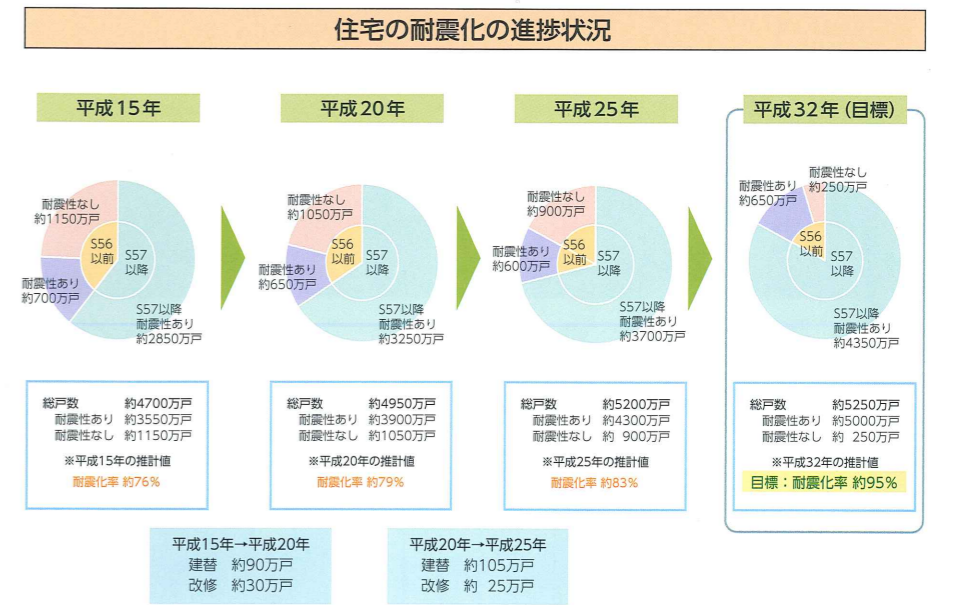 住宅の耐震化の進捗状況
平成15年
耐震性なし
約1150万戸
S56
以前
S57
以降
耐震性あり
約700万戸
S57以降
耐震性あり
約2850万戸
総戸数 約4700万戸
耐震性あり 約3550万戸
耐震性なし 約1150万戸
※平成15年の推計値
耐震化率 約76%
平成20年
耐震性なし
約1050万戸
S56
以前
S57
以降
耐震性あり
約650万戸
S57以降
耐震性あり
約3250万戸
総戸数 約4950万戸
耐震性あり 約3900万戸
耐震性なし 約1050万戸
※平成20年の推計値
耐震化率 約79%
平成25年
耐震性なし
約900万戸
S56
以前
S57
以降
耐震性あり
約600万戸
S57以降
耐震性あり
約3700万戸
総戸数 約5200万戸
耐震性あり 約4300万戸
耐震性なし 約 900万戸
※平成25年の推計値
耐震化率 約83%
平成32年（目標）
耐震性なし
約250万戸
耐震性あり
約650万戸
S56
以前
S57
以降
S57以降
耐震性あり
約4350万戸
総戸数 約5250万戸
耐震性あり 約5000万戸
耐震性なし 約 250万戸
※平成32年の推計値
目標：耐震化率 約95%
平成15年→平成20年
建替 約90万戸
改修 約30万戸
平成20年→平成25年
建替 約105万戸
改修 約 25万戸